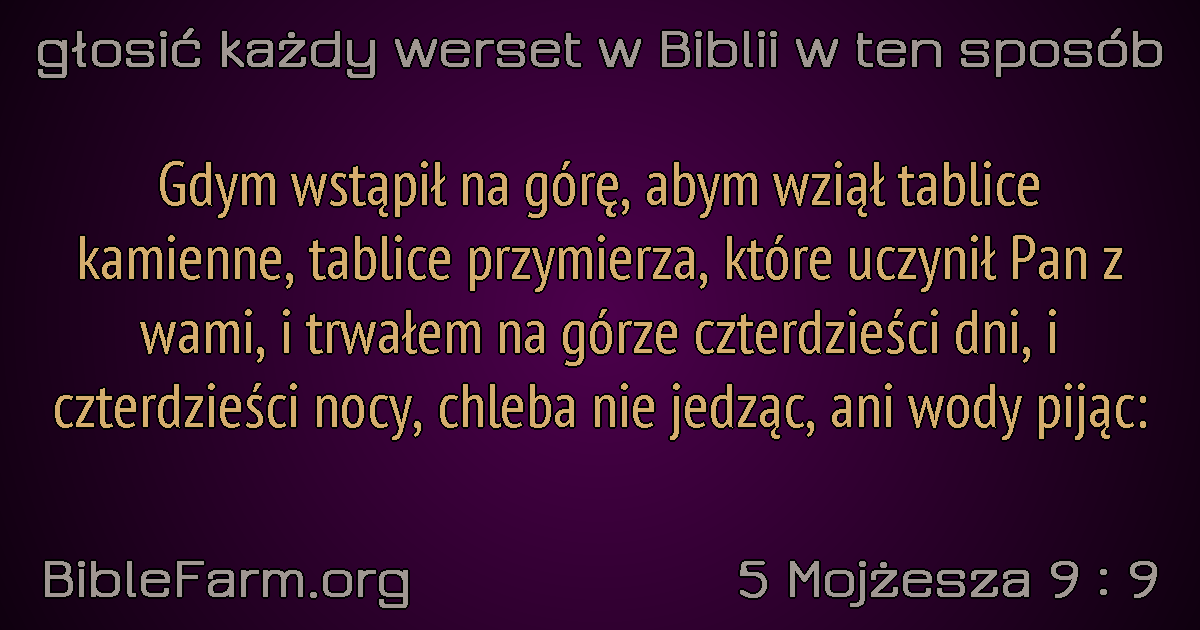 głosić każdy werset w Biblii w ten sposób
Gdym wstąpił na górę, abym wziął tablice
kamienne, tablice przymierza, które uczynił Pan z
wami, i trwałem na górze czterdzieści dni, i
czterdzieści nocy, chleba nie jedząc, ani wody pijąc:
BibleFarm.org
5 Mojżesza 9 : 9